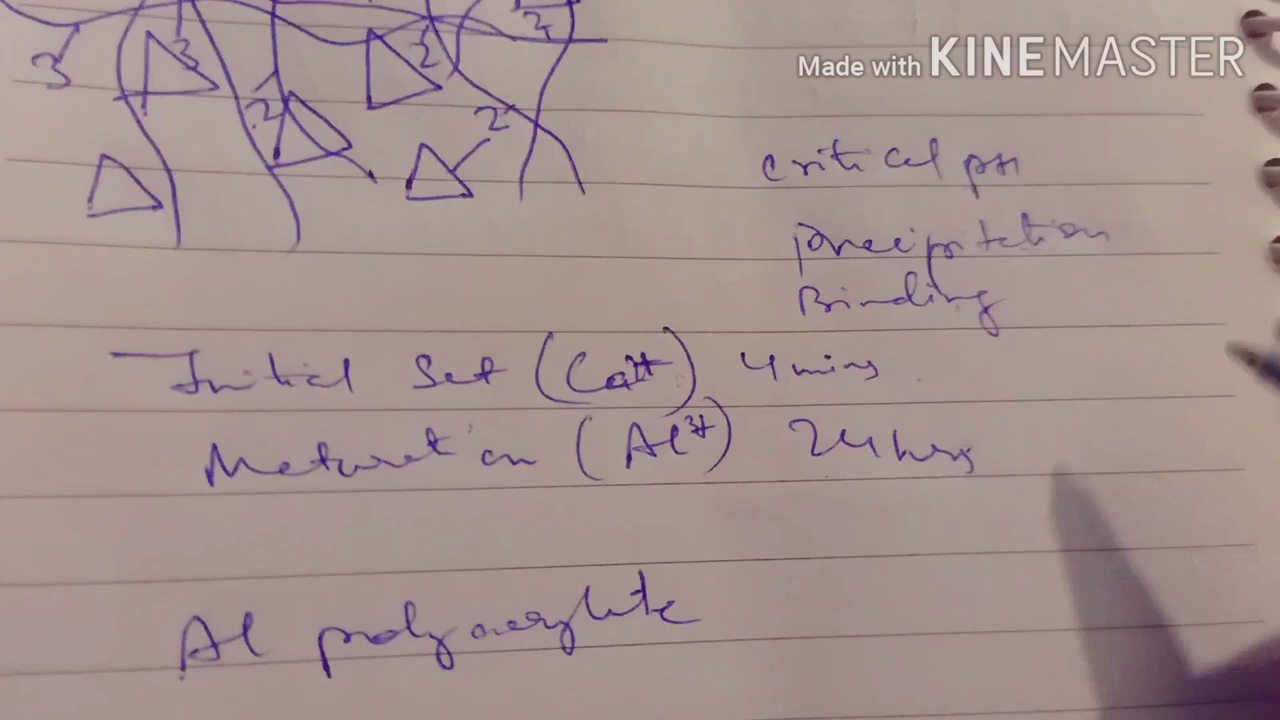 3 3 2 2
2 2
Made with KINEMASTER
Critical pH
precipitation
Binding
Initial Set (Ca2+) 4 mins
Maturation (Al3+) 24 hrs
Al polyacrylate